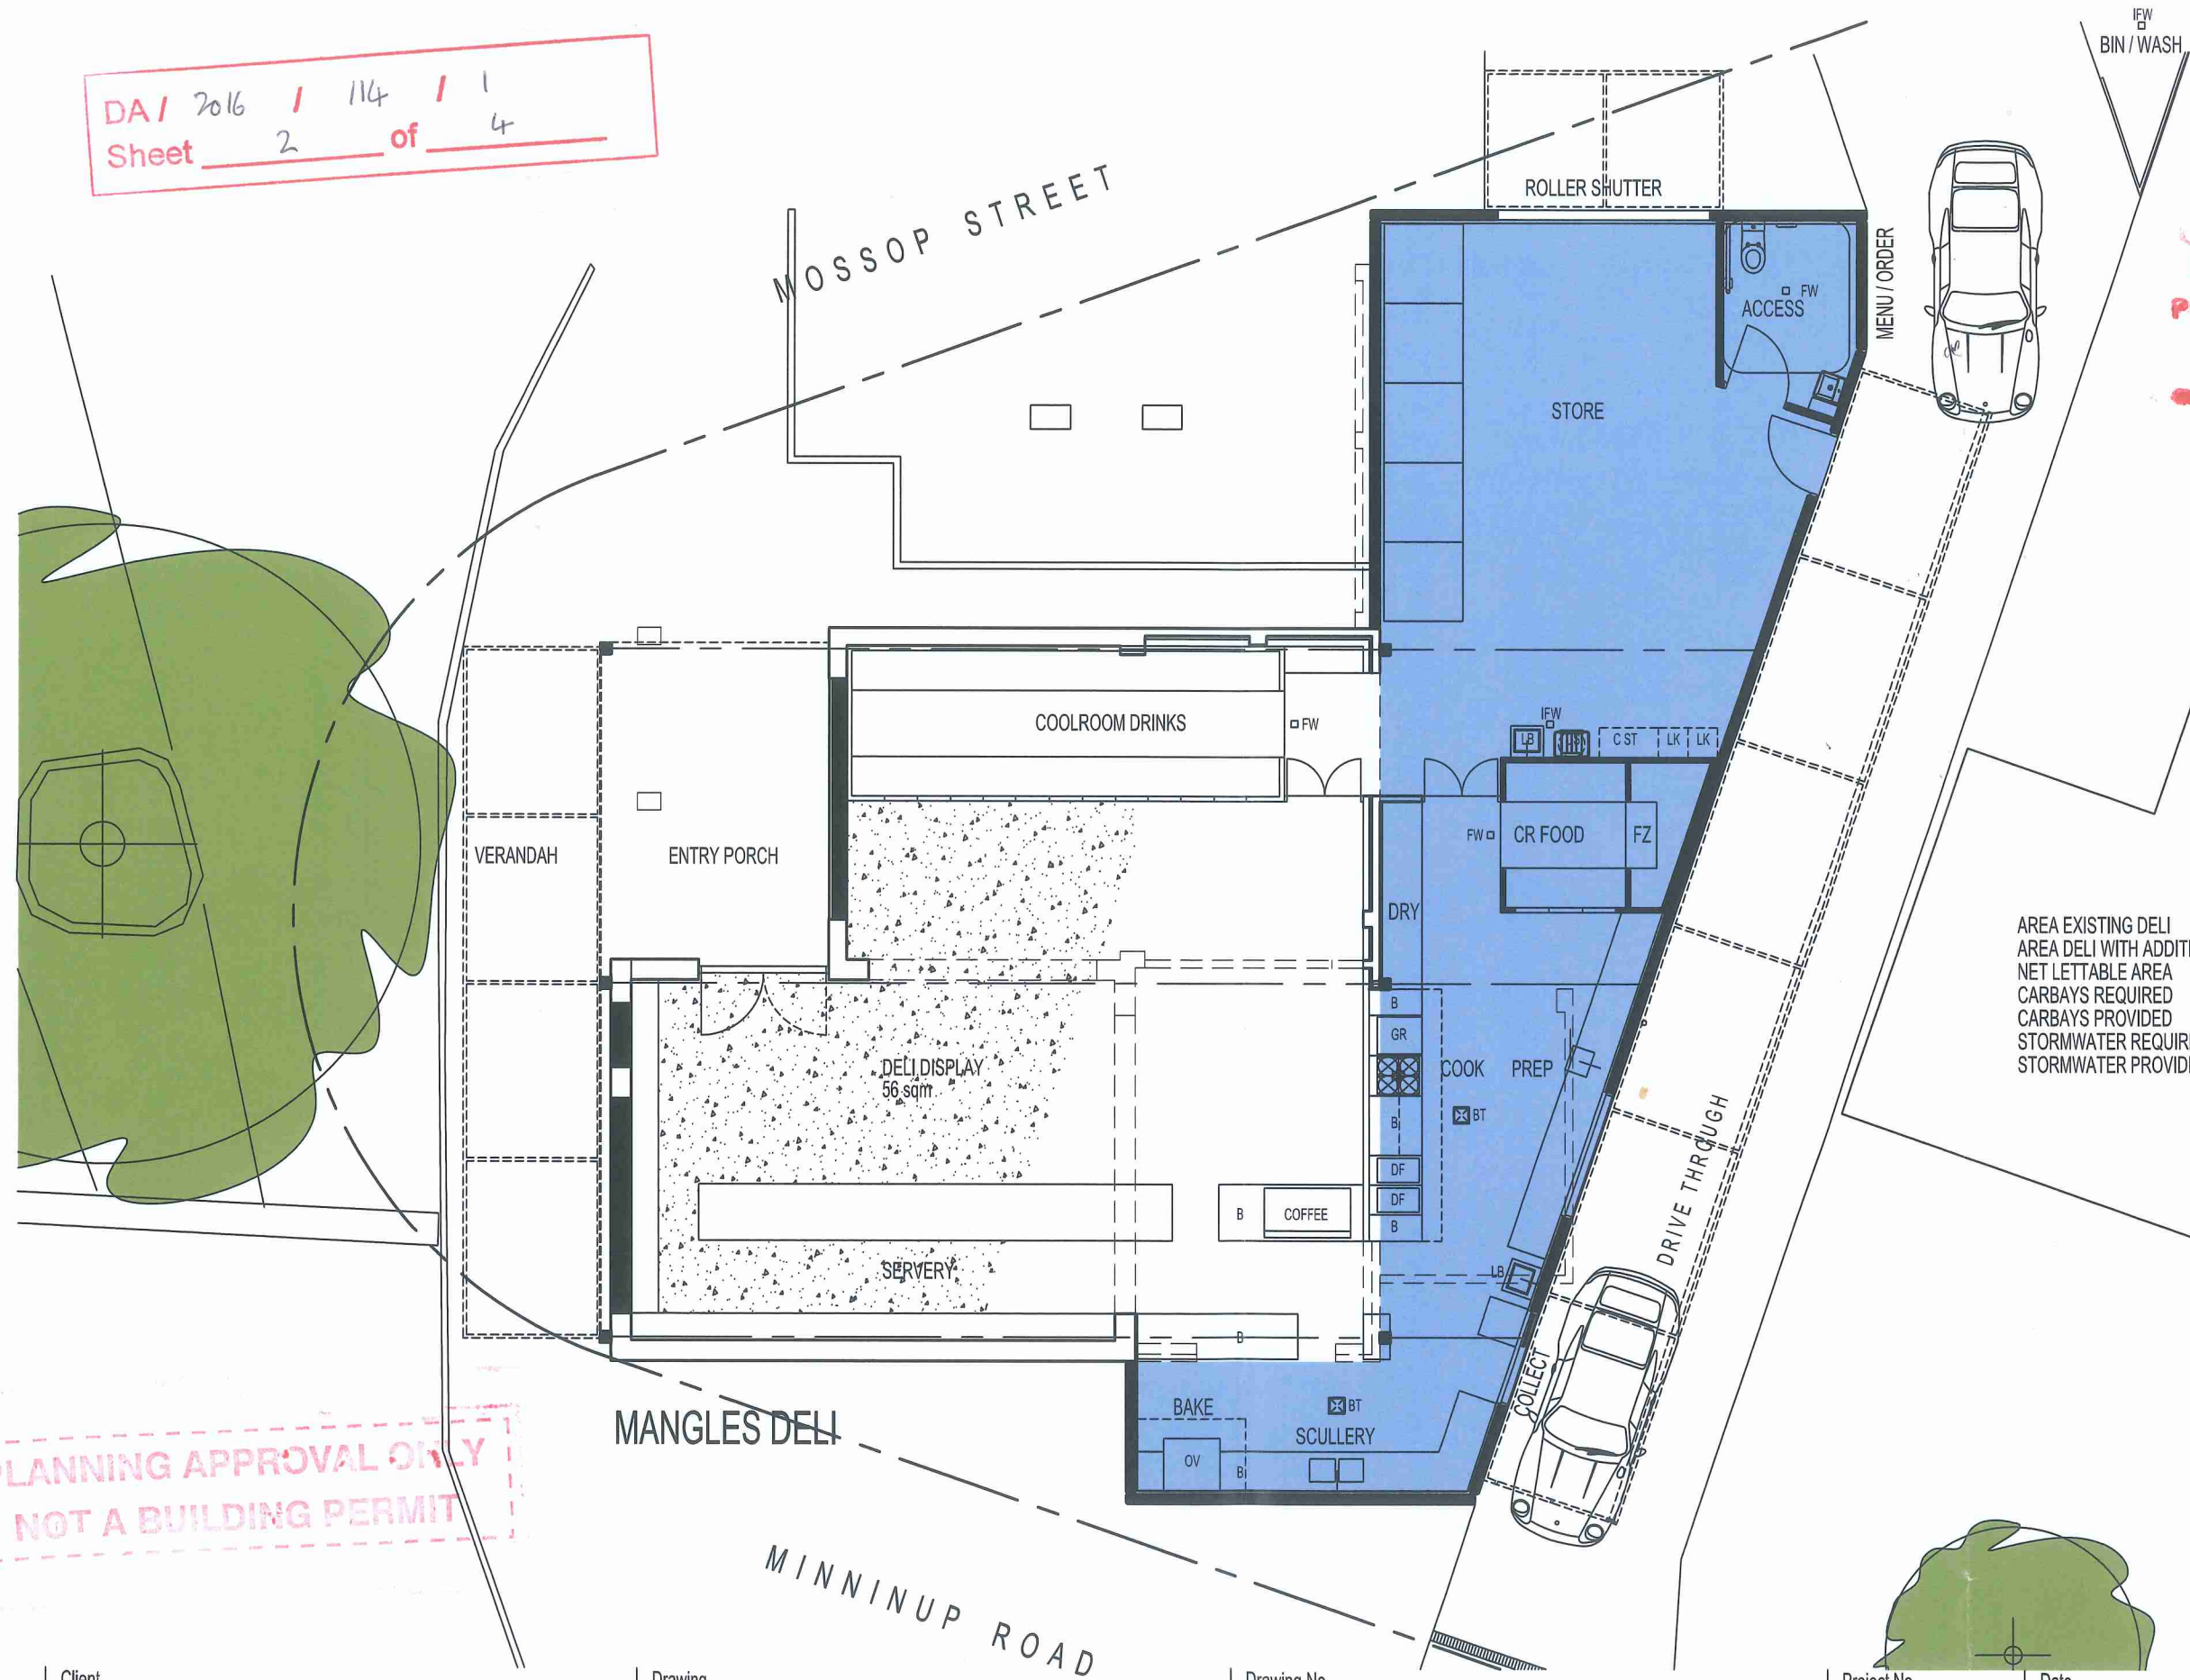 DA / 2016 / 114 / 1
Sheet 2 of 4
IFW
BIN / WASH
MOSSOP STREET
ROLLER SHUTTER
MENU / ORDER
FW
ACCESS
STORE
COOLROOM DRINKS
FW
IFW
LB
C ST
LK
LK
VERANDAH
ENTRY PORCH
FW
CR FOOD
FZ
DRY
AREA EXISTING DELI
AREA DELI WITH ADDITI
NET LETTABLE AREA
CARBAYS REQUIRED
CARBAYS PROVIDED
STORMWATER REQUIR
STORMWATER PROVID
B
GR
DELI DISPLAY
56 sqm
COOK
PREP
BT
B
DF
DF
B
B
COFFEE
DRIVE THROUGH
SERVERY
LB
B
COLLECT
BAKE
BT
SCULLERY
OV
B
MANGLES DELI
PLANNING APPROVAL ONLY
NOT A BUILDING PERMIT
MINNINUP ROAD
Client
Drawing
Drawing No
Project No
Date